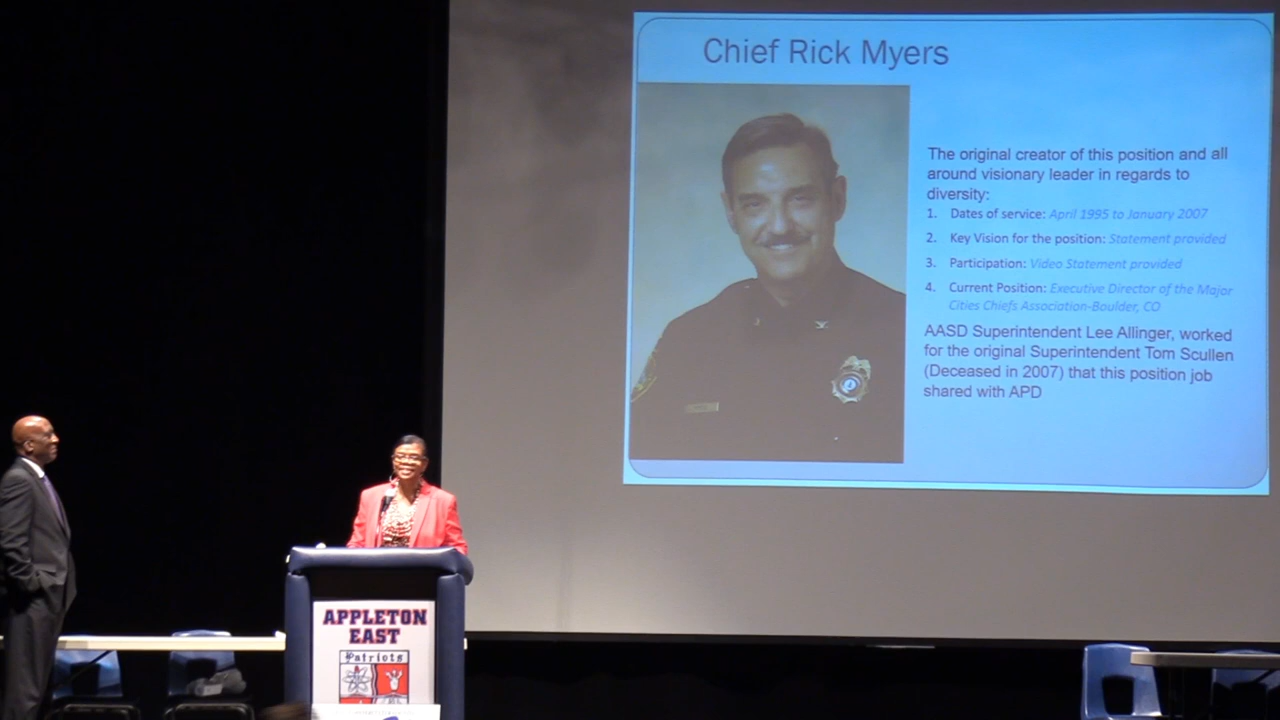 Chief Rick Myers
The original creator of this position and all
around visionary leader in regards to
diversity:
1. Dates of service: April 1995 to January 2007
2. Key Vision for the position: Statement provided
3. Participation: Video Statement provided
4. Current Position: Executive Director of the Major
Cities Chiefs Association-Boulder, CO
AASD Superintendent Lee Allinger, worked
for the original Superintendent Tom Scullen
(Deceased in 2007) that this position job
shared with APD
APPLETON
EAST
Patriots